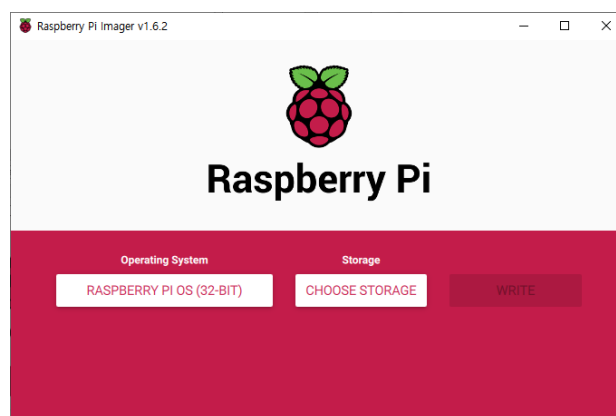 Raspberry Pi Imager v1.6.2
Raspberry Pi
Operating System
Storage
RASPBERRY PI OS (32-BIT)
CHOOSE STORAGE
WRITE